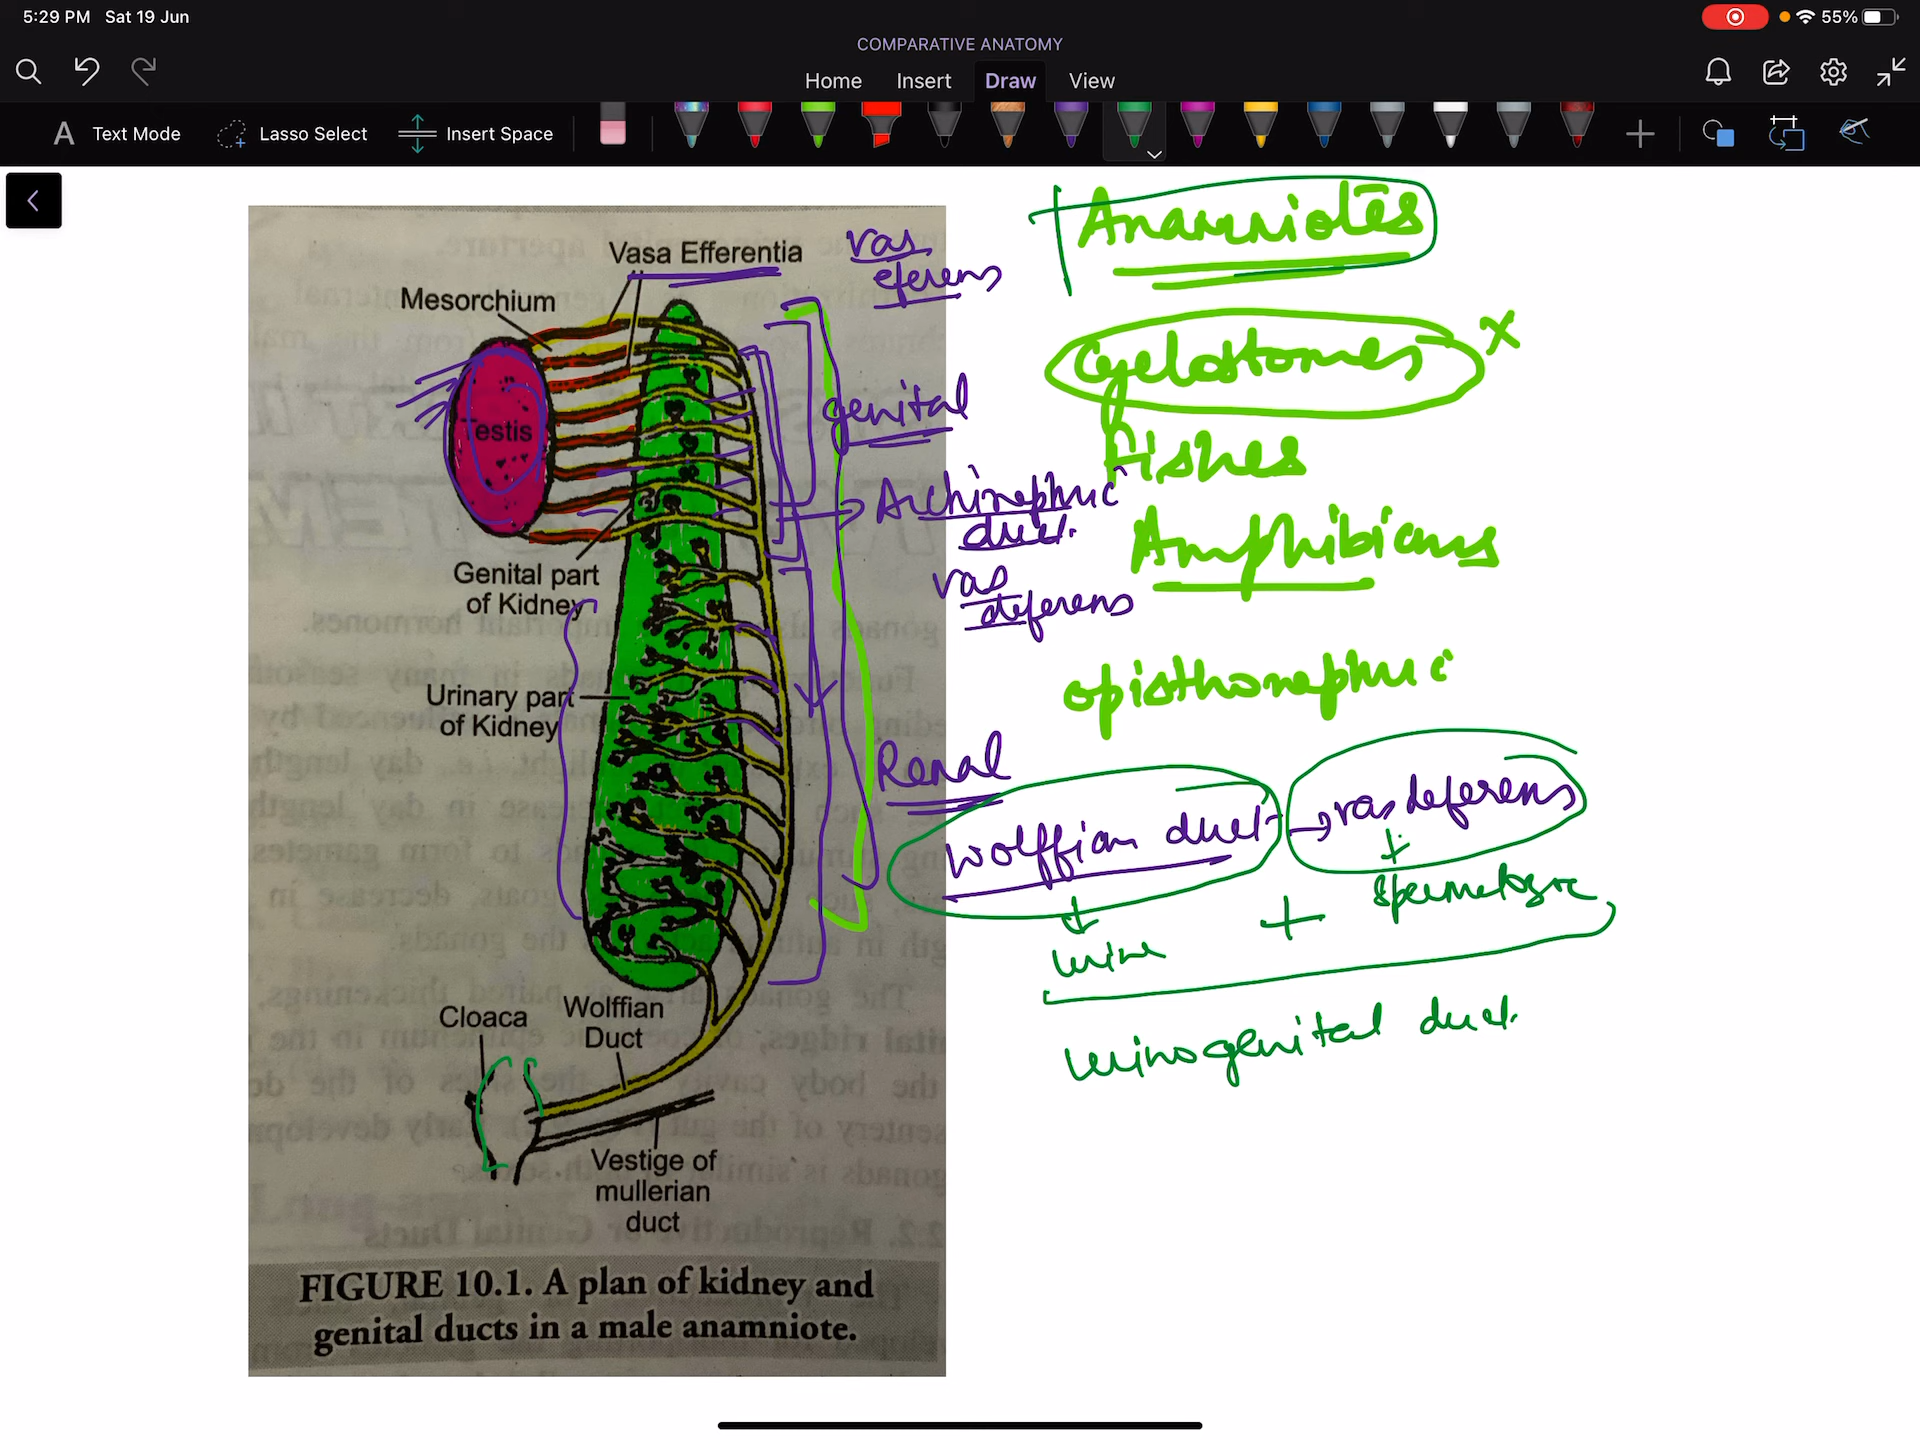 5:29 PM Sat 19 Jun
55%
COMPARATIVE ANATOMY
Home Insert Draw View
A Text Mode Lasso Select Insert Space
Vasa Efferentia
Mesorchium
Testis
Genital part
of Kidney
Urinary part
of Kidney
Cloaca
Wolffian
Duct
Vestige of
mullerian
duct
FIGURE 10.1. A plan of kidney and
genital ducts in a male anamniote.
vas
eferens
genital
Archinephric
duct.
vas
deferens
Renal
Anamniotes
Cyclostomes x
Fishes
Amphibians
opisthonephric
wolffian duct → vas deferens
urine +
urinogenital duct.